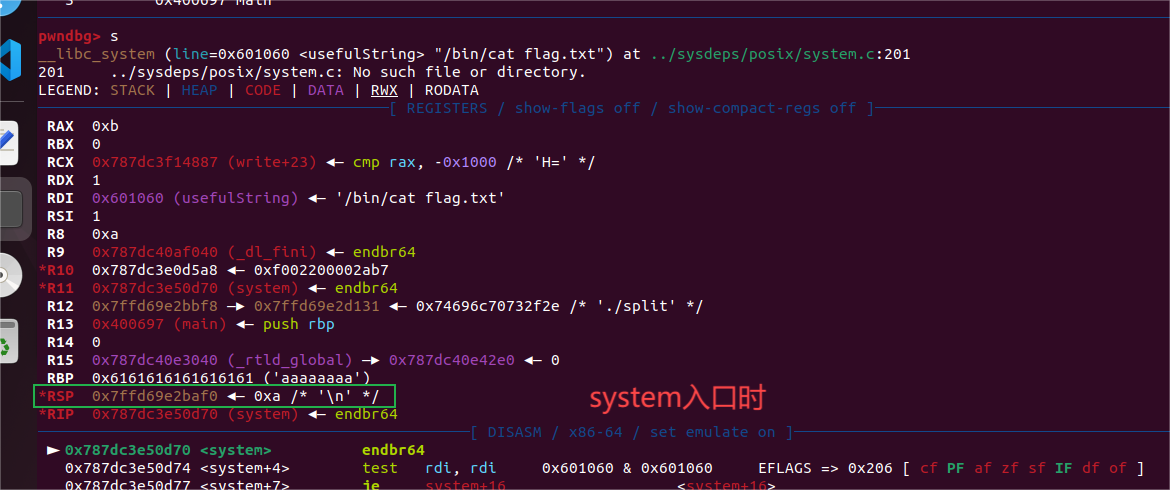 3 0x400697 main
pwndbg> s
__libc_system (line=0x601060 <usefulString> "/bin/cat flag.txt") at ../sysdeps/posix/system.c:201
201 ../sysdeps/posix/system.c: No such file or directory.
LEGEND: STACK | HEAP | CODE | DATA | RWX | RODATA
[ REGISTERS / show-flags off / show-compact-regs off ]
RAX 0xb
RBX 0
RCX 0x787dc3f14887 (write+23) ◂— cmp rax, -0x1000 /* 'H=' */
RDX 1
RDI 0x601060 (usefulString) ◂— '/bin/cat flag.txt'
RSI 1
R8 0xa
R9 0x787dc40af040 (_dl_fini) ◂— endbr64
*R10 0x787dc3e0d5a8 ◂— 0xf002200002ab7
*R11 0x787dc3e50d70 (system) ◂— endbr64
R12 0x7ffd69e2bbf8 —▸ 0x7ffd69e2d131 ◂— 0x74696c70732f2e /* './split' */
R13 0x400697 (main) ◂— push rbp
R14 0
R15 0x787dc40e3040 (_rtld_global) —▸ 0x787dc40e42e0 ◂— 0
RBP 0x6161616161616161 ('aaaaaaaa')
*RSP 0x7ffd69e2baf0 ◂— 0xa /* '\n' */
system入口时
*RIP 0x787dc3e50d70 (system) ◂— endbr64
[ DISASM / x86-64 / set emulate on ]
► 0x787dc3e50d70 <system> endbr64
0x787dc3e50d74 <system+4> test rdi, rdi 0x601060 & 0x601060 EFLAGS => 0x206 [ cf PF af zf sf IF df of ]
0x787dc3e50d77 <system+7> je system+16 <system+16>